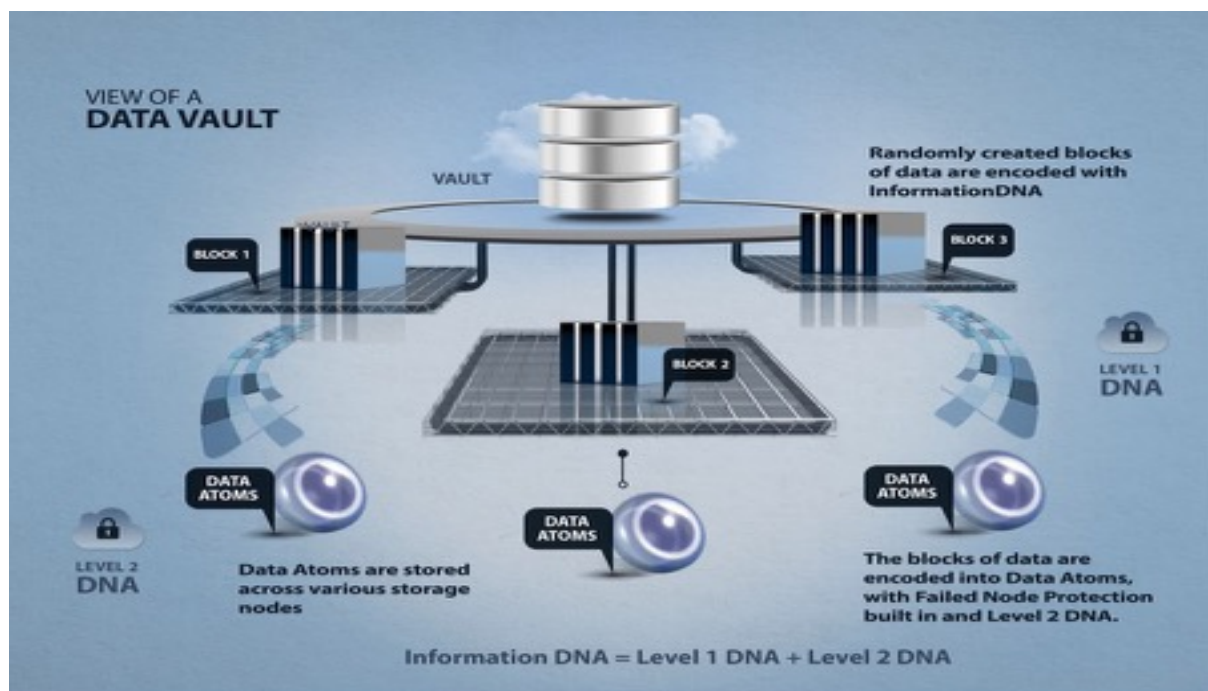 VIEW OF A
DATA VAULT
VAULT
Randomly created blocks
of data are encoded with
InformationDNA
VAULT
BLOCK 1
BLOCK 3
BLOCK 2
LEVEL 1
DNA
DATA
ATOMS
DATA
ATOMS
DATA
ATOMS
LEVEL 2
DNA
Data Atoms are stored
across various storage
nodes
The blocks of data are
encoded into Data Atoms,
with Failed Node Protection
built in and Level 2 DNA.
Information DNA = Level 1 DNA + Level 2 DNA